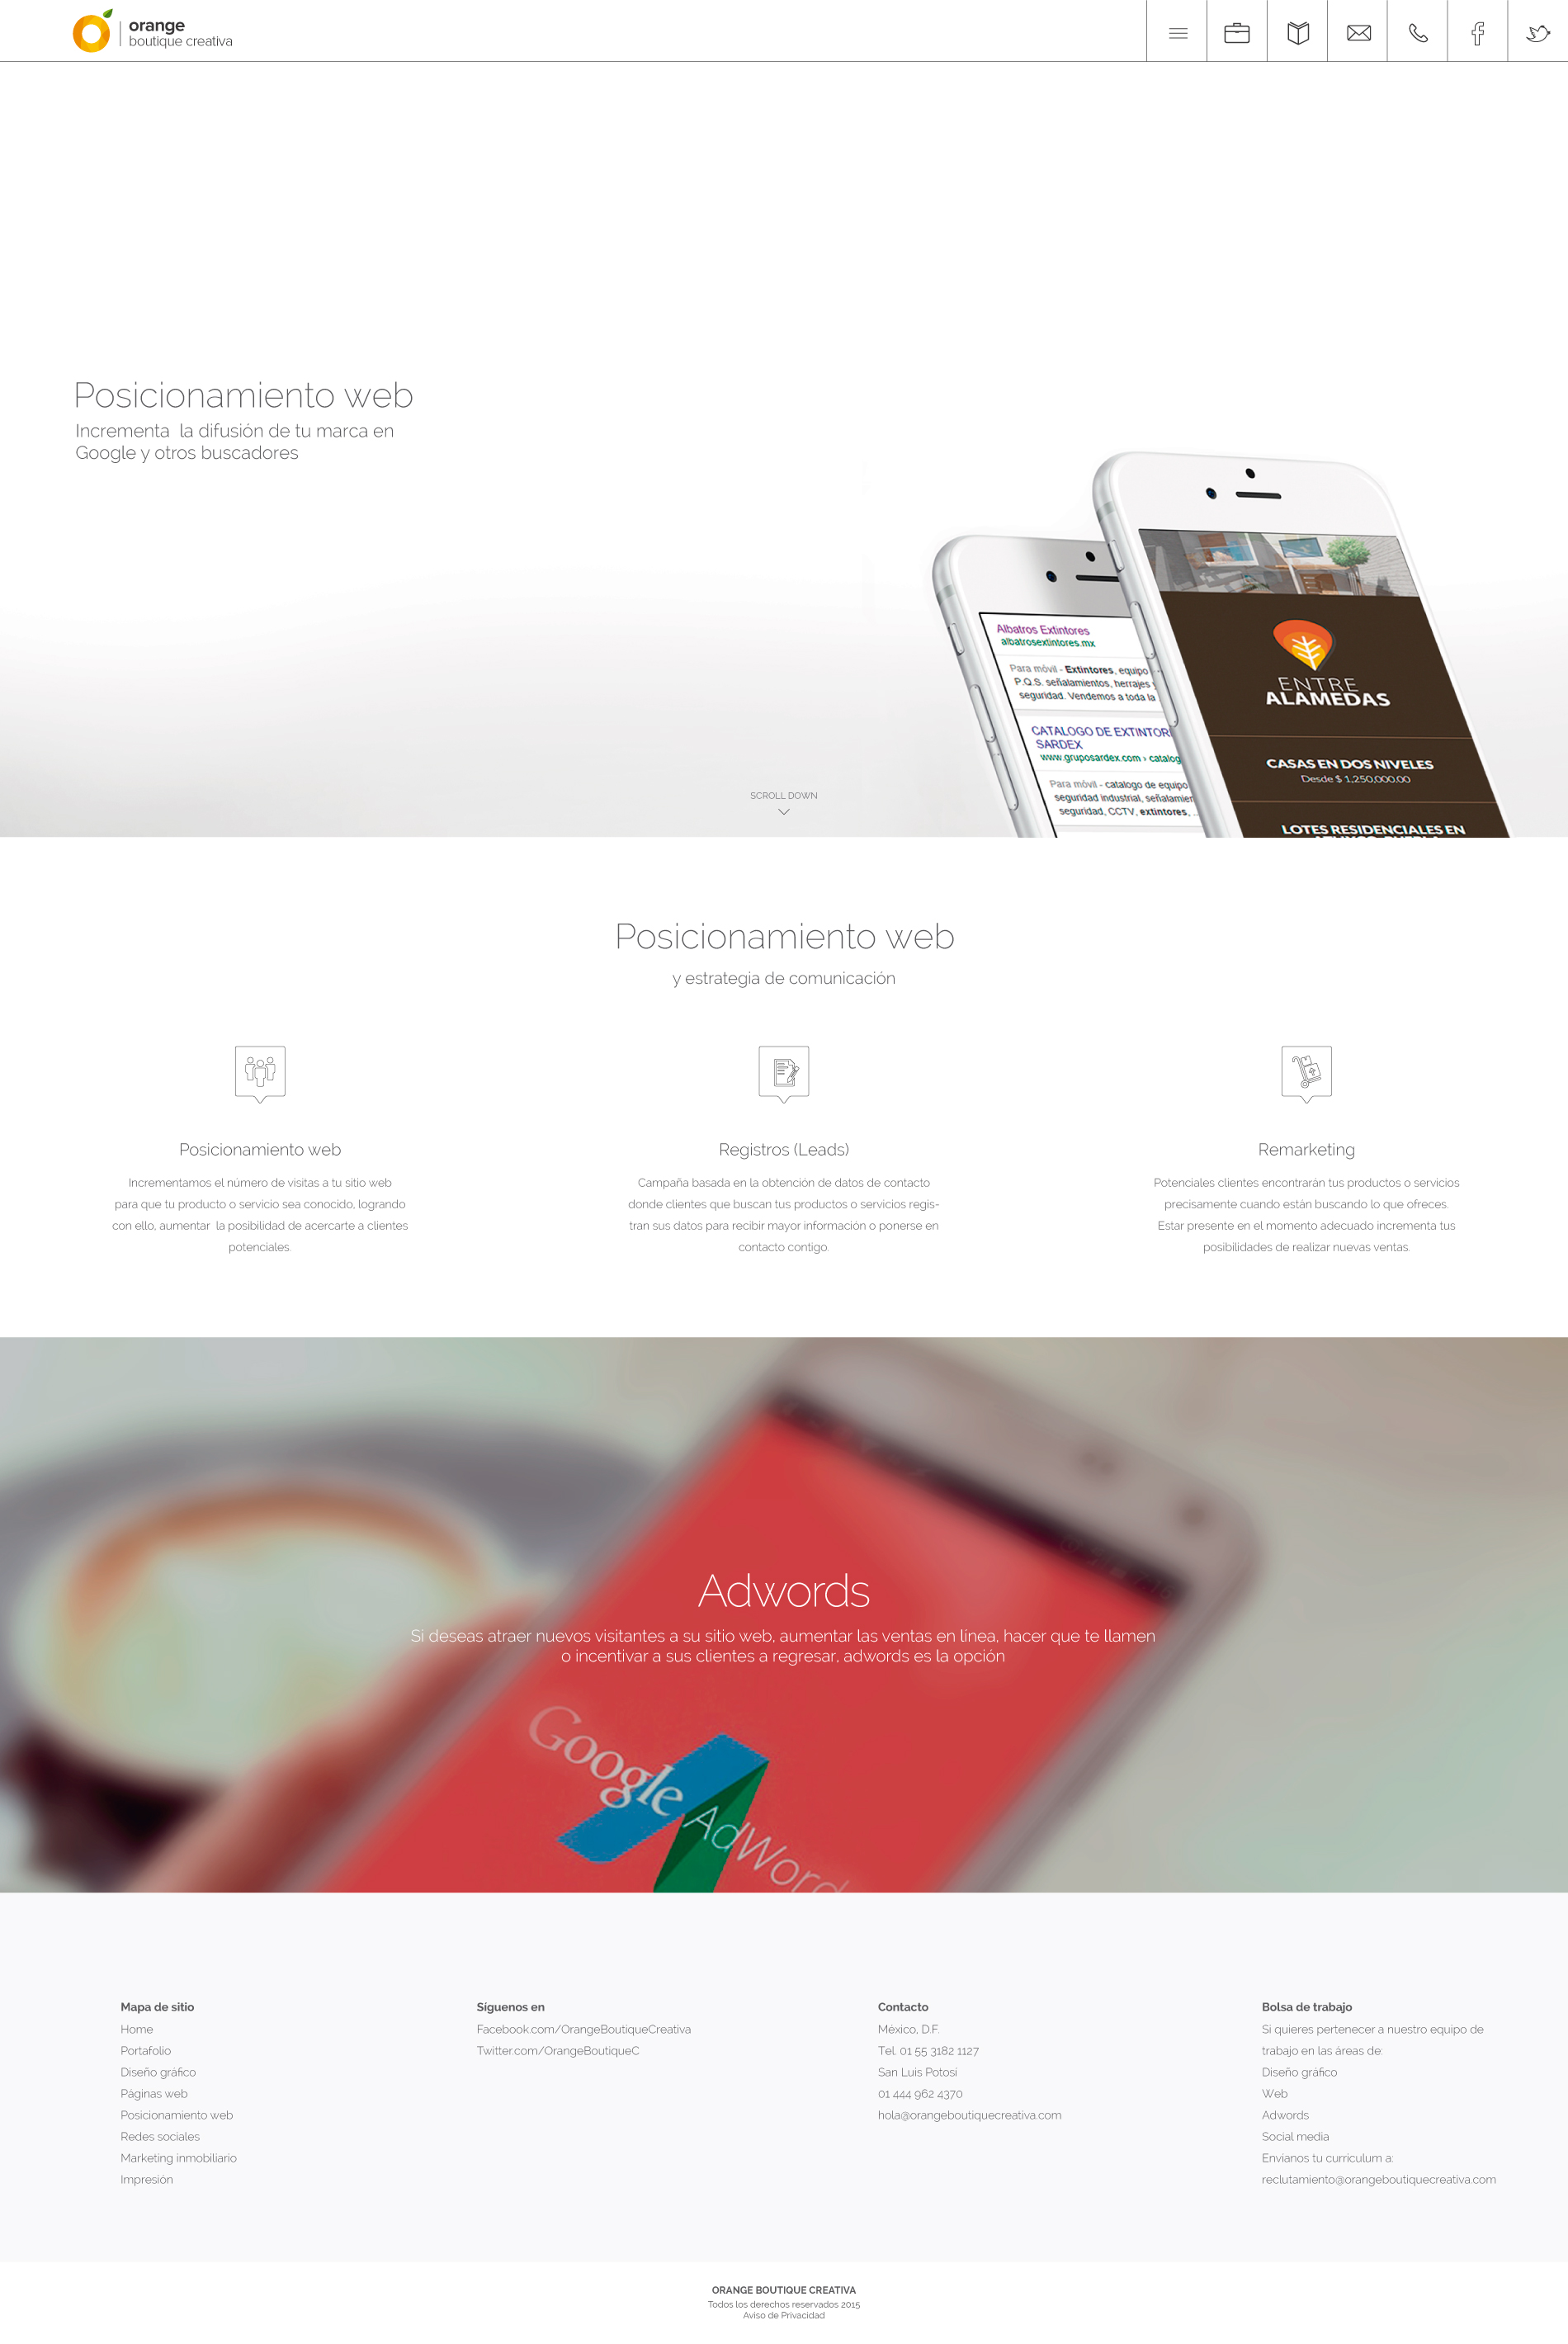 orange
boutique creativa
Posicionamiento web
Incrementa la difusión de tu marca en
Google y otros buscadores
Albatros Extintores
albatrosextintores.mx
Para móvil - Extintores, equipo
P.Q.S. señalamientos, herrajes y
seguridad. Vendemos a toda la
CATALOGO DE EXTINTOR
SARDEX
www.gruposardex.com › catalog
Para móvil - catalogo de equipo
seguridad industrial, señalamien
seguridad, CCTV, extintores, ...
ENTRE
ALAMEDAS
CASAS EN DOS NIVELES
Desde $ 1,250,000.00
LOTES RESIDENCIALES EN
SCROLL DOWN
Posicionamiento web
y estrategia de comunicación
Posicionamiento web
Incrementamos el número de visitas a tu sitio web
para que tu producto o servicio sea conocido, logrando
con ello, aumentar la posibilidad de acercarte a clientes
potenciales.
Registros (Leads)
Campaña basada en la obtención de datos de contacto
donde clientes que buscan tus productos o servicios regis-
tran sus datos para recibir mayor información o ponerse en
contacto contigo.
Remarketing
Potenciales clientes encontrarán tus productos o servicios
precisamente cuando están buscando lo que ofreces.
Estar presente en el momento adecuado incrementa tus
posibilidades de realizar nuevas ventas.
Adwords
Si deseas atraer nuevos visitantes a su sitio web, aumentar las ventas en línea, hacer que te llamen
o incentivar a sus clientes a regresar, adwords es la opción
Google AdWords
Mapa de sitio
Home
Portafolio
Diseño gráfico
Páginas web
Posicionamiento web
Redes sociales
Marketing inmobiliario
Impresión
Síguenos en
Facebook.com/OrangeBoutiqueCreativa
Twitter.com/OrangeBoutiqueC
Contacto
México, D.F.
Tel. 01 55 3182 1127
San Luis Potosí
01 444 962 4370
hola@orangeboutiquecreativa.com
Bolsa de trabajo
Si quieres pertenecer a nuestro equipo de
trabajo en las áreas de:
Diseño gráfico
Web
Adwords
Social media
Envíanos tu curriculum a:
reclutamiento@orangeboutiquecreativa.com
ORANGE BOUTIQUE CREATIVA
Todos los derechos reservados 2015
Aviso de Privacidad